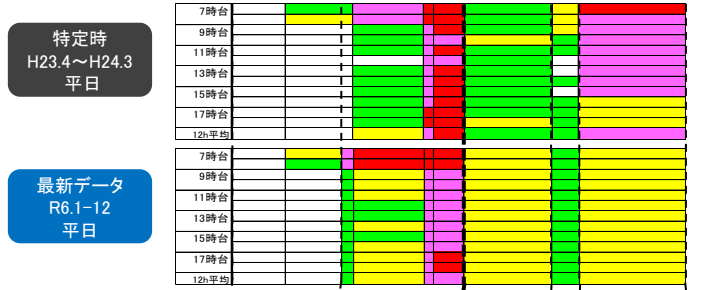 特定時
H23.4～H24.3
平日
7時台
9時台
11時台
13時台
15時台
17時台
12h平均
最新データ
R6.1-12
平日
7時台
9時台
11時台
13時台
15時台
17時台
12h平均